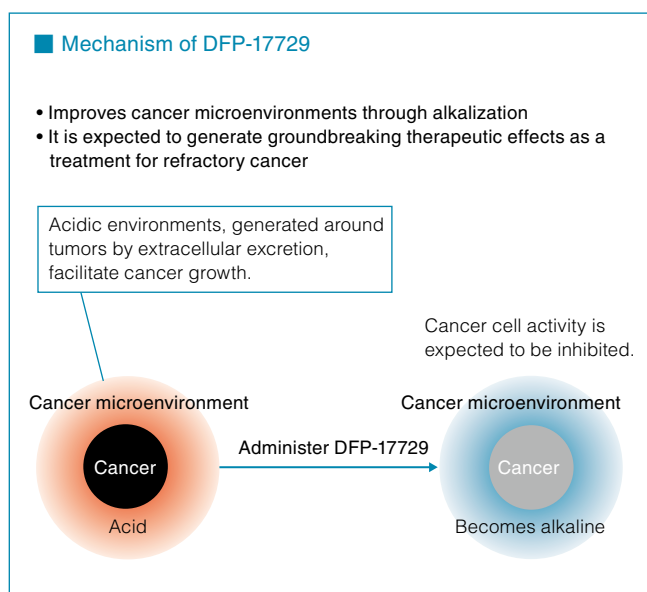 Mechanism of DFP-17729
• Improves cancer microenvironments through alkalization
• It is expected to generate groundbreaking therapeutic effects as a
treatment for refractory cancer
Acidic environments, generated around
tumors by extracellular excretion,
facilitate cancer growth.
Cancer cell activity is
expected to be inhibited.
Cancer microenvironment
Cancer
Acid
Administer DFP-17729
Cancer microenvironment
Cancer
Becomes alkaline